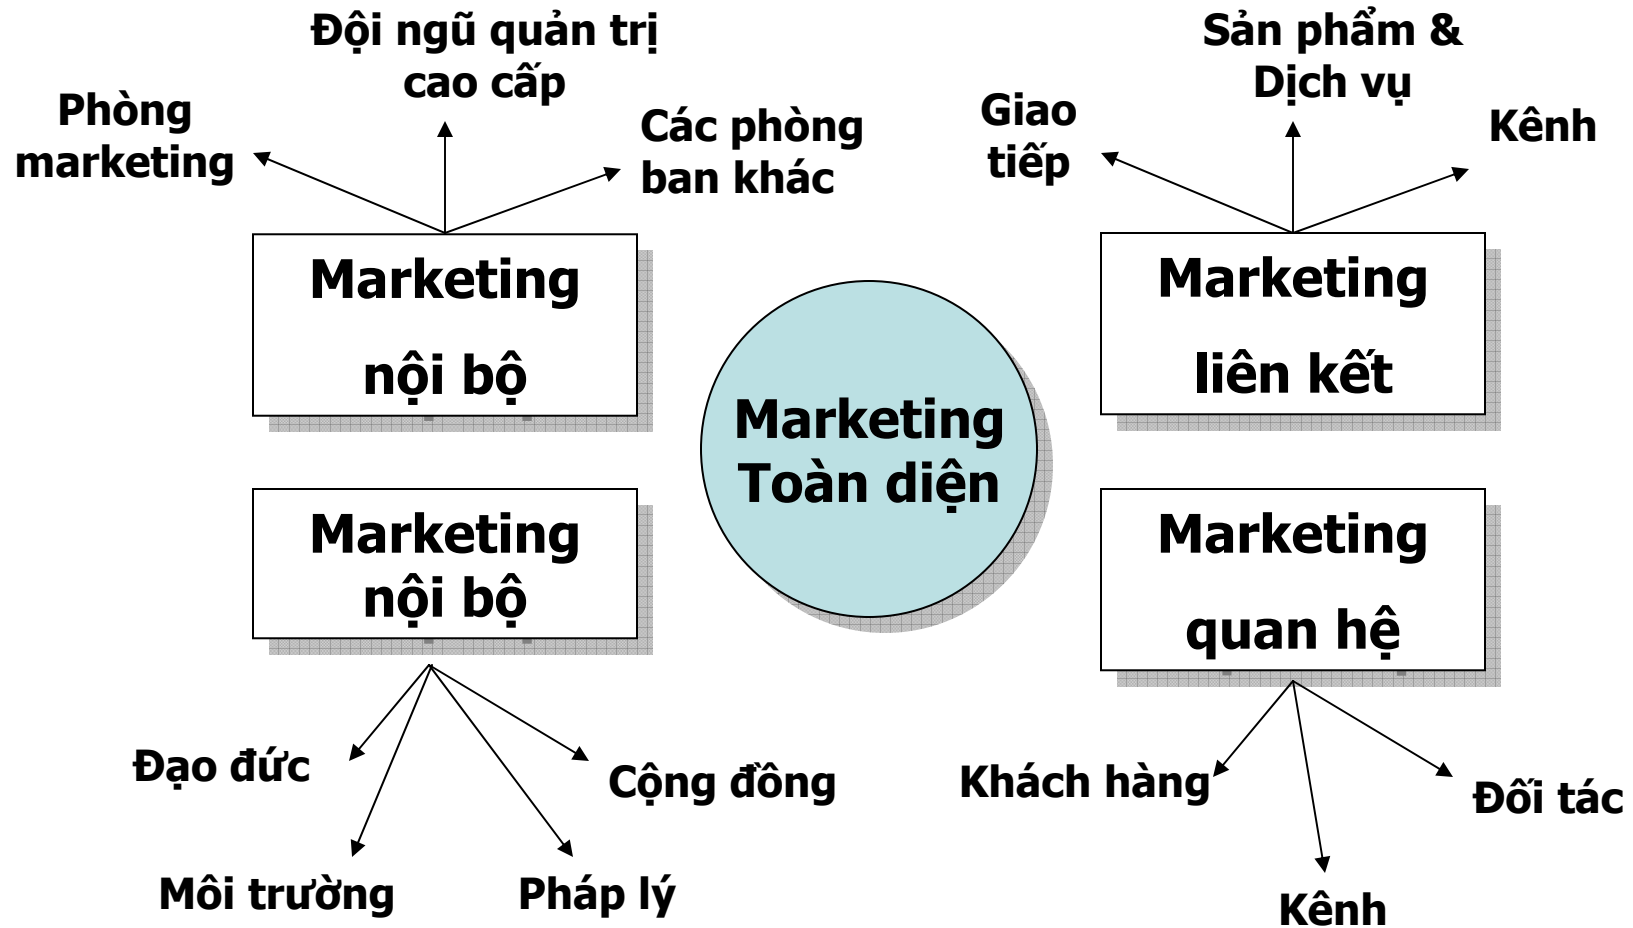 Đội ngũ quản trị
cao cấp
Phòng
marketing
Các phòng
ban khác
Marketing
nội bộ
Sản phẩm &
Dịch vụ
Giao
tiếp
Kênh
Marketing
liên kết
Marketing
Toàn diện
Marketing
nội bộ
Đạo đức
Cộng đồng
Môi trường
Pháp lý
Marketing
quan hệ
Khách hàng
Đối tác
Kênh